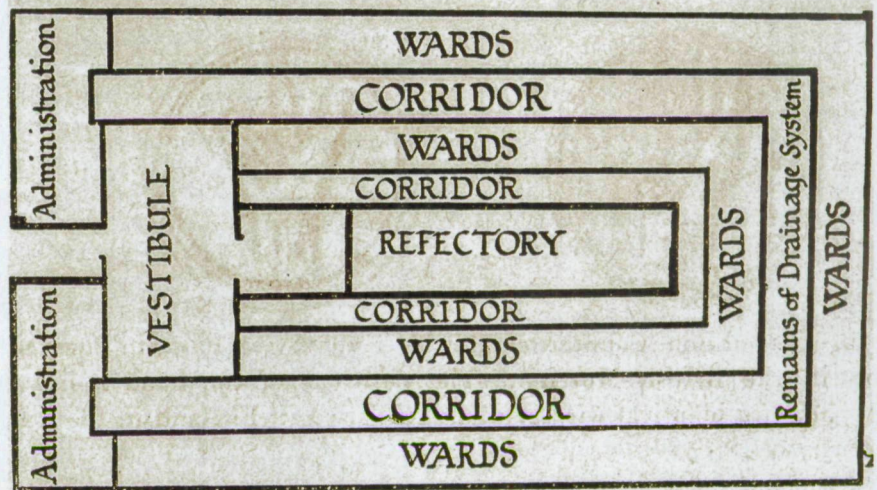 Administration
WARDS
CORRIDOR
WARDS
CORRIDOR
VESTIBULE
REFECTORY
WARDS
Remains of Drainage System
WARDS
CORRIDOR
WARDS
Administration
CORRIDOR
WARDS